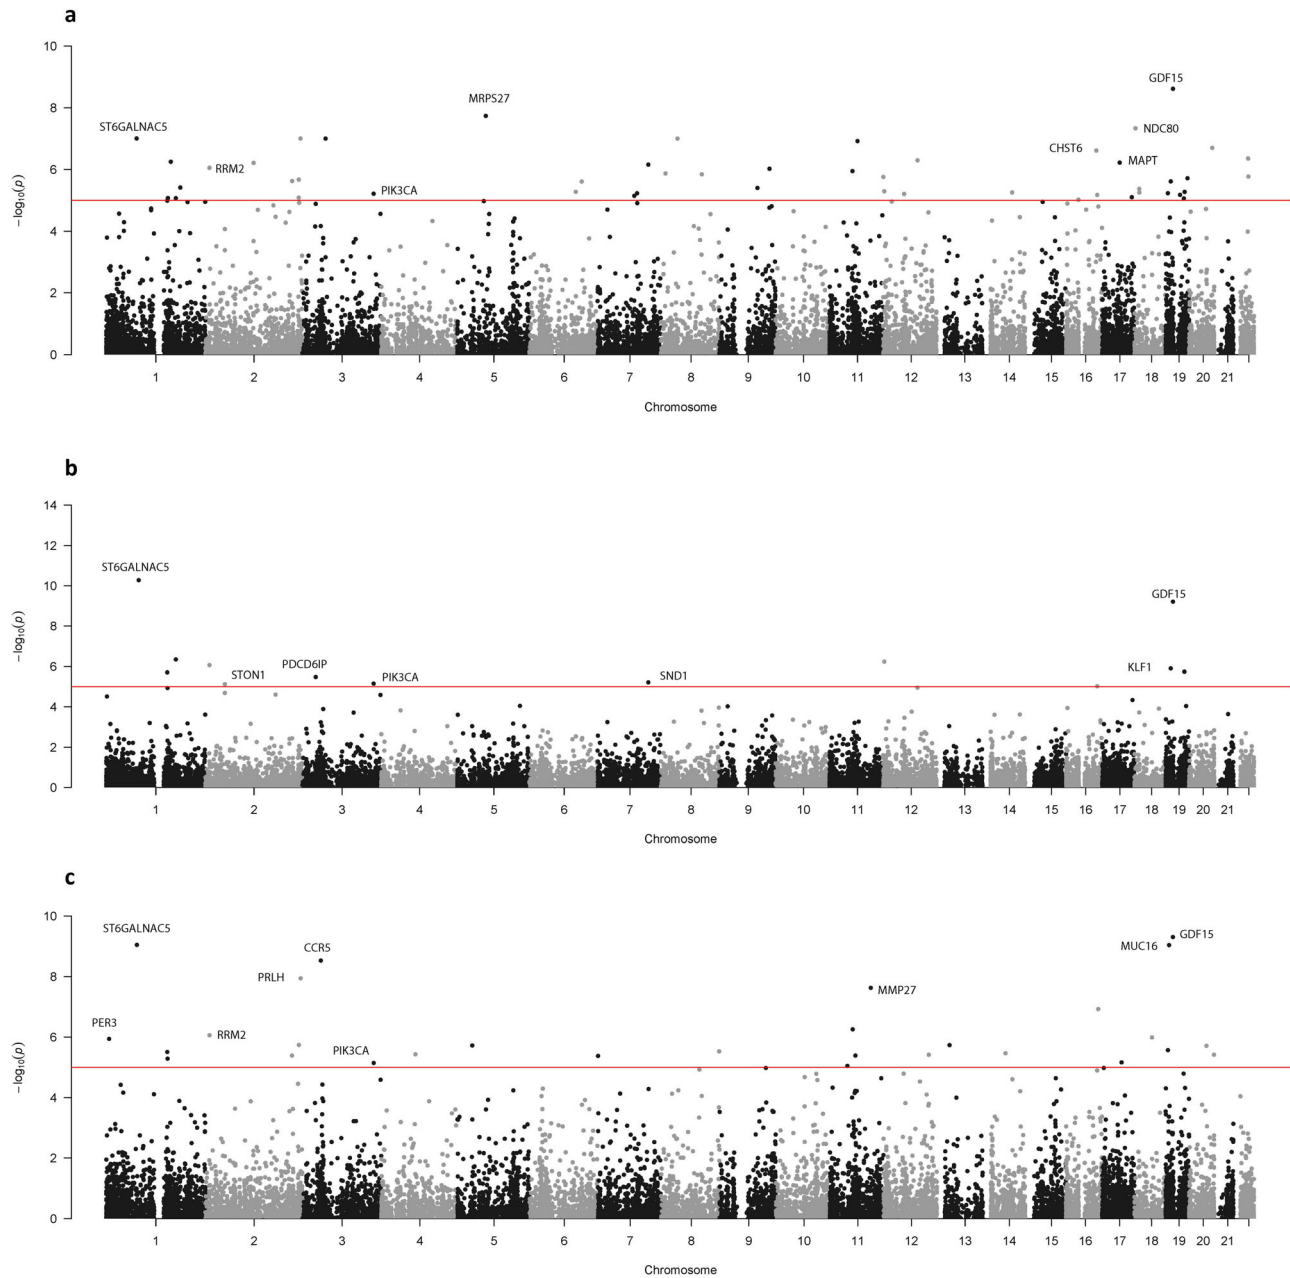 a
10
GDF15
8
MRPS27
ST6GALNAC5
NDC80
CHST6
MAPT
6
RRM2
PIK3CA
−log10(p)
4
2
0
1 2 3 4 5 6 7 8 9 10 11 12 13 14 15 16 17 18 19 20 21
Chromosome
b
14
12
ST6GALNAC5
10
GDF15
8
−log10(p)
PDCD6IP
KLF1
6
STON1
PIK3CA
SND1
4
2
0
1 2 3 4 5 6 7 8 9 10 11 12 13 14 15 16 17 18 19 20 21
Chromosome
c
10
ST6GALNAC5
GDF15
CCR5
MUC16
8
PRLH
MMP27
PER3
6
RRM2
PIK3CA
−log10(p)
4
2
0
1 2 3 4 5 6 7 8 9 10 11 12 13 14 15 16 17 18 19 20 21
Chromosome